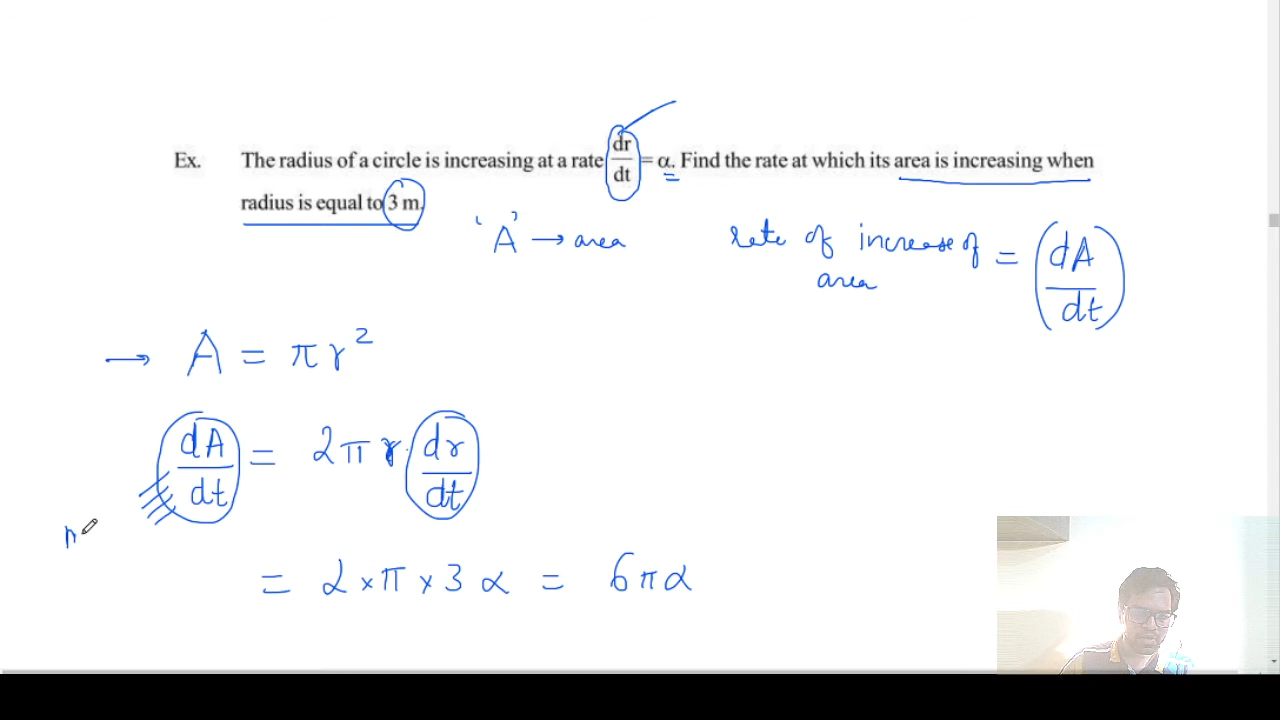 Ex. The radius of a circle is increasing at a rate dr/dt = α. Find the rate at which its area is increasing when
radius is equal to 3 m.
'A' → area
rate of increase of area = (dA/dt)
→ A = πr²
dA/dt = 2πr · dr/dt
= 2 × π × 3 α = 6πα